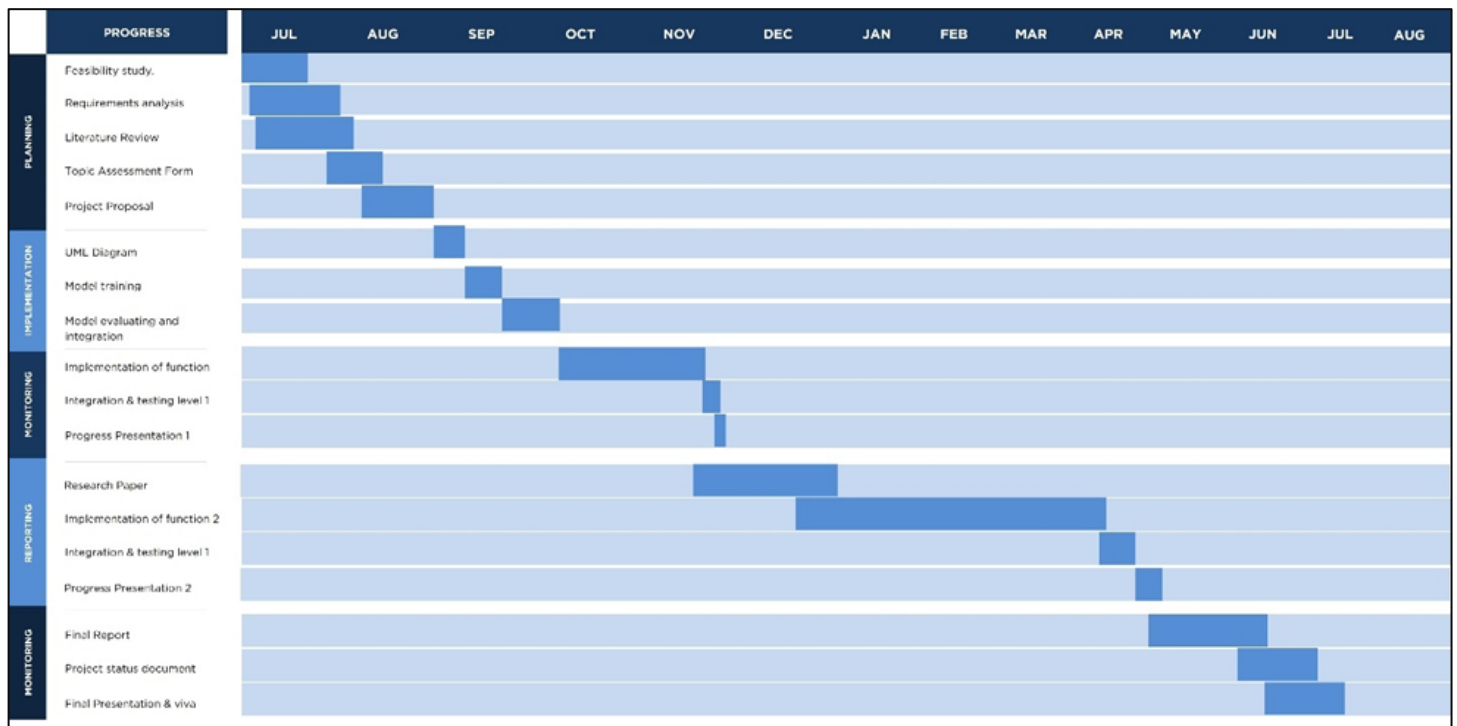 PROGRESS JUL AUG SEP OCT NOV DEC JAN FEB MAR APR MAY JUN JUL AUG
PLANNING
Feasibility study.
Requirements analysis
Literature Review
Topic Assessment Form
Project Proposal
IMPLEMENTATION
UML Diagram
Model training
Model evaluating and
integration
MONITORING
Implementation of function
Integration & testing level 1
Progress Presentation 1
REPORTING
Research Paper
Implementation of function 2
Integration & testing level 1
Progress Presentation 2
MONITORING
Final Report
Project status document
Final Presentation & viva